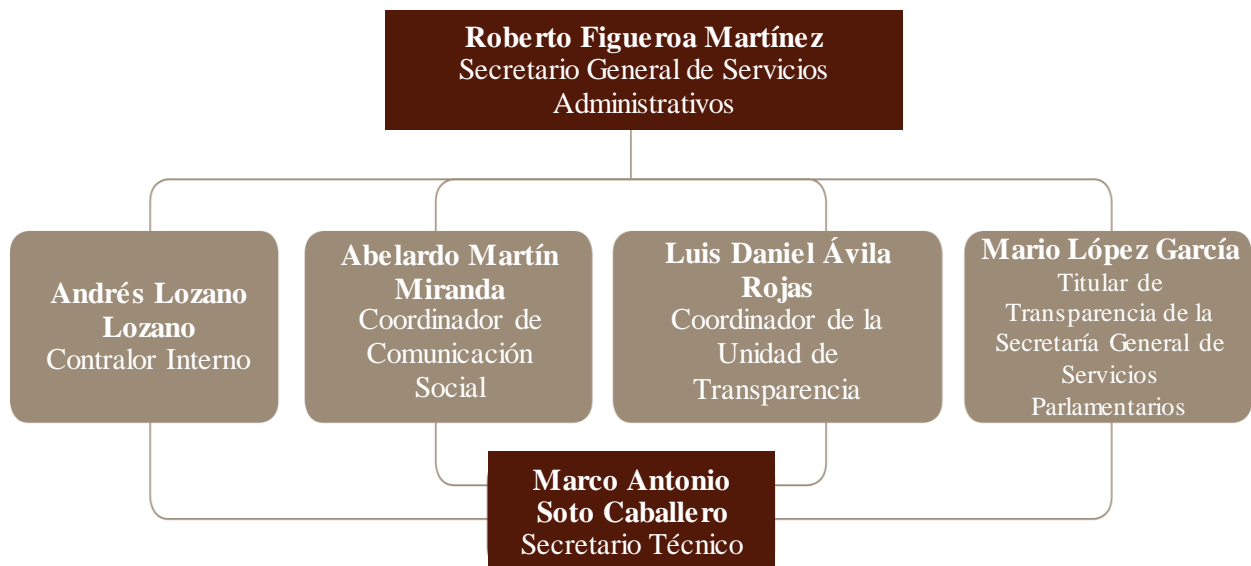 Roberto Figueroa Martínez
Secretario General de Servicios
Administrativos
Andrés Lozano
Lozano
Contralor Interno
Abelardo Martín
Miranda
Coordinador de
Comunicación
Social
Luis Daniel Ávila
Rojas
Coordinador de la
Unidad de
Transparencia
Mario López García
Titular de
Transparencia de la
Secretaría General de
Servicios
Parlamentarios
Marco Antonio
Soto Caballero
Secretario Técnico